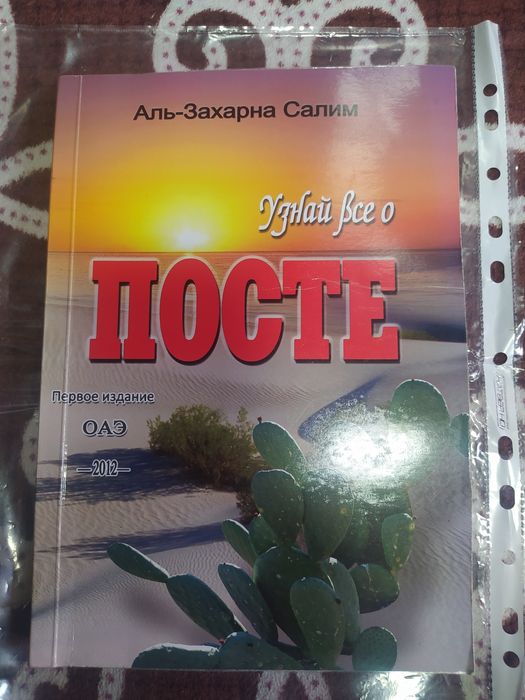 Аль-Захарна Салим
Узнай все о
ПОСТЕ
Первое издание
ОАЭ
—2012—